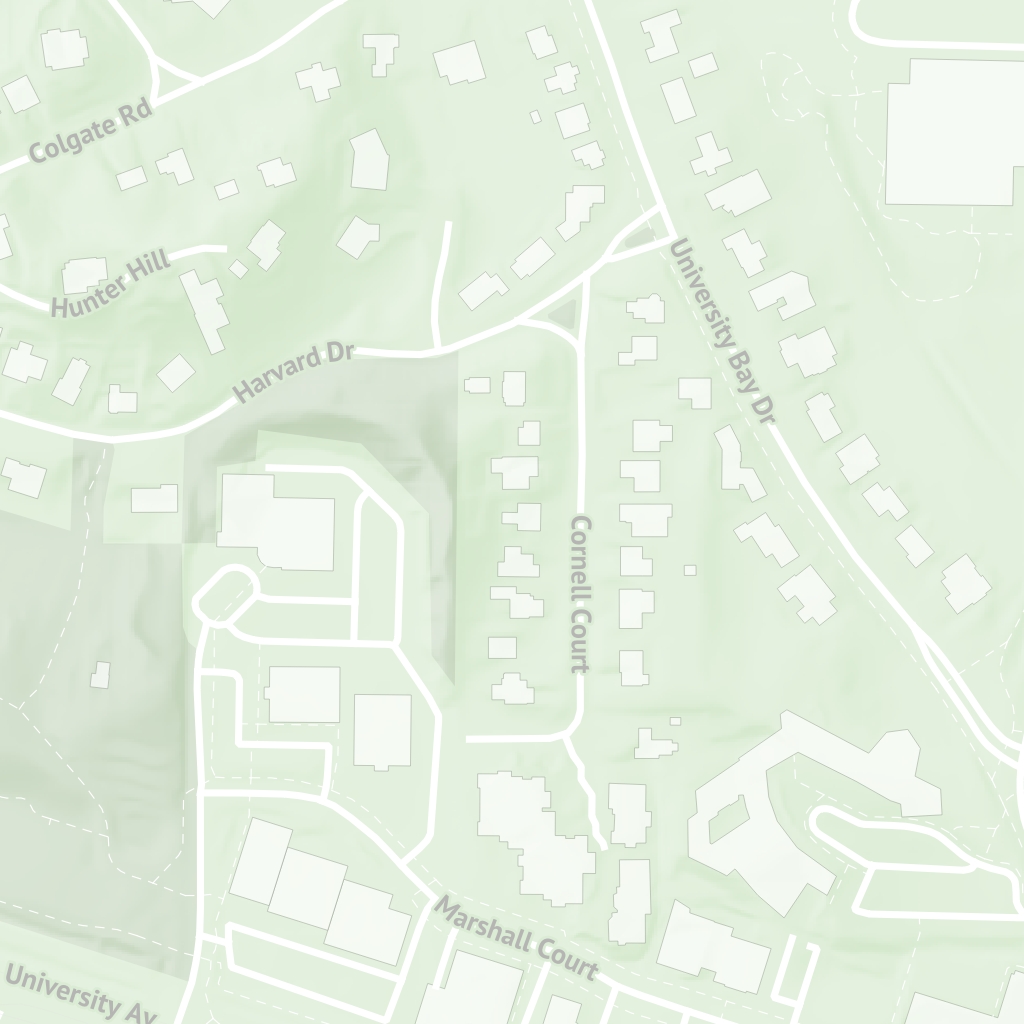 Colgate Rd
Hunter Hill
University Bay Dr
Harvard Dr
Cornell Court
Marshall Court
University Av